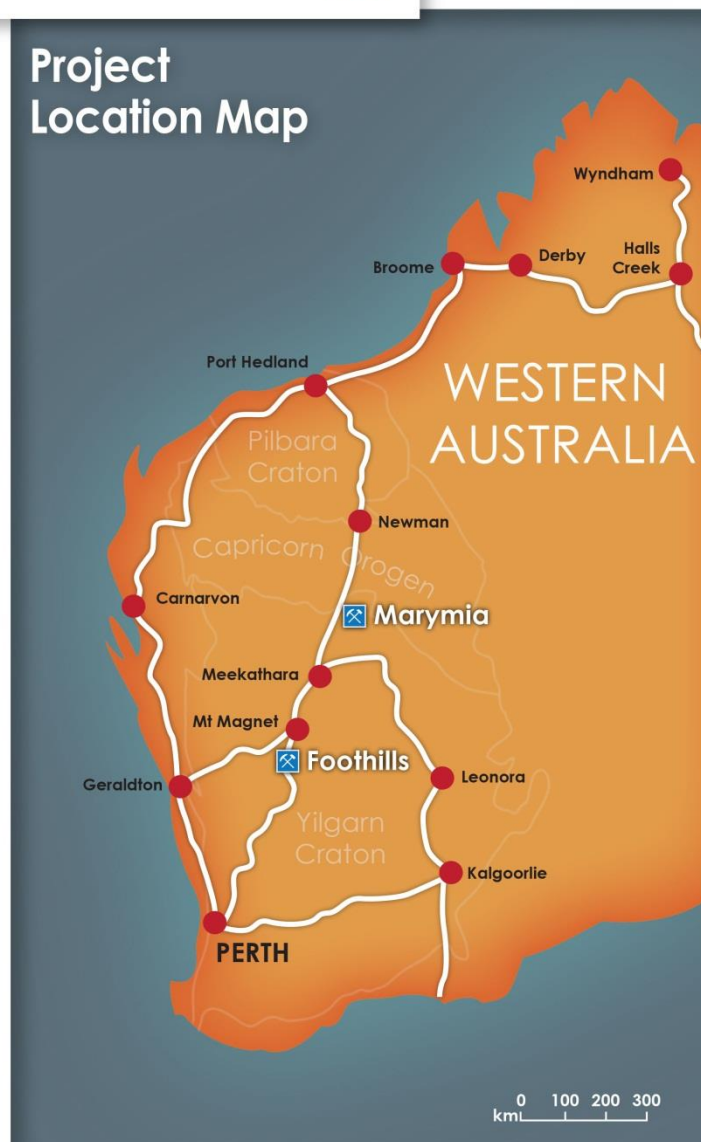 Project
Location Map
Wyndham
Broome
Derby
Halls
Creek
Port Hedland
WESTERN
AUSTRALIA
Pilbara
Craton
Newman
Capricorn Orogen
Carnarvon
Marymia
Meekathara
Mt Magnet
Foothills
Geraldton
Leonora
Yilgarn
Craton
Kalgoorlie
PERTH
0 100 200 300
km